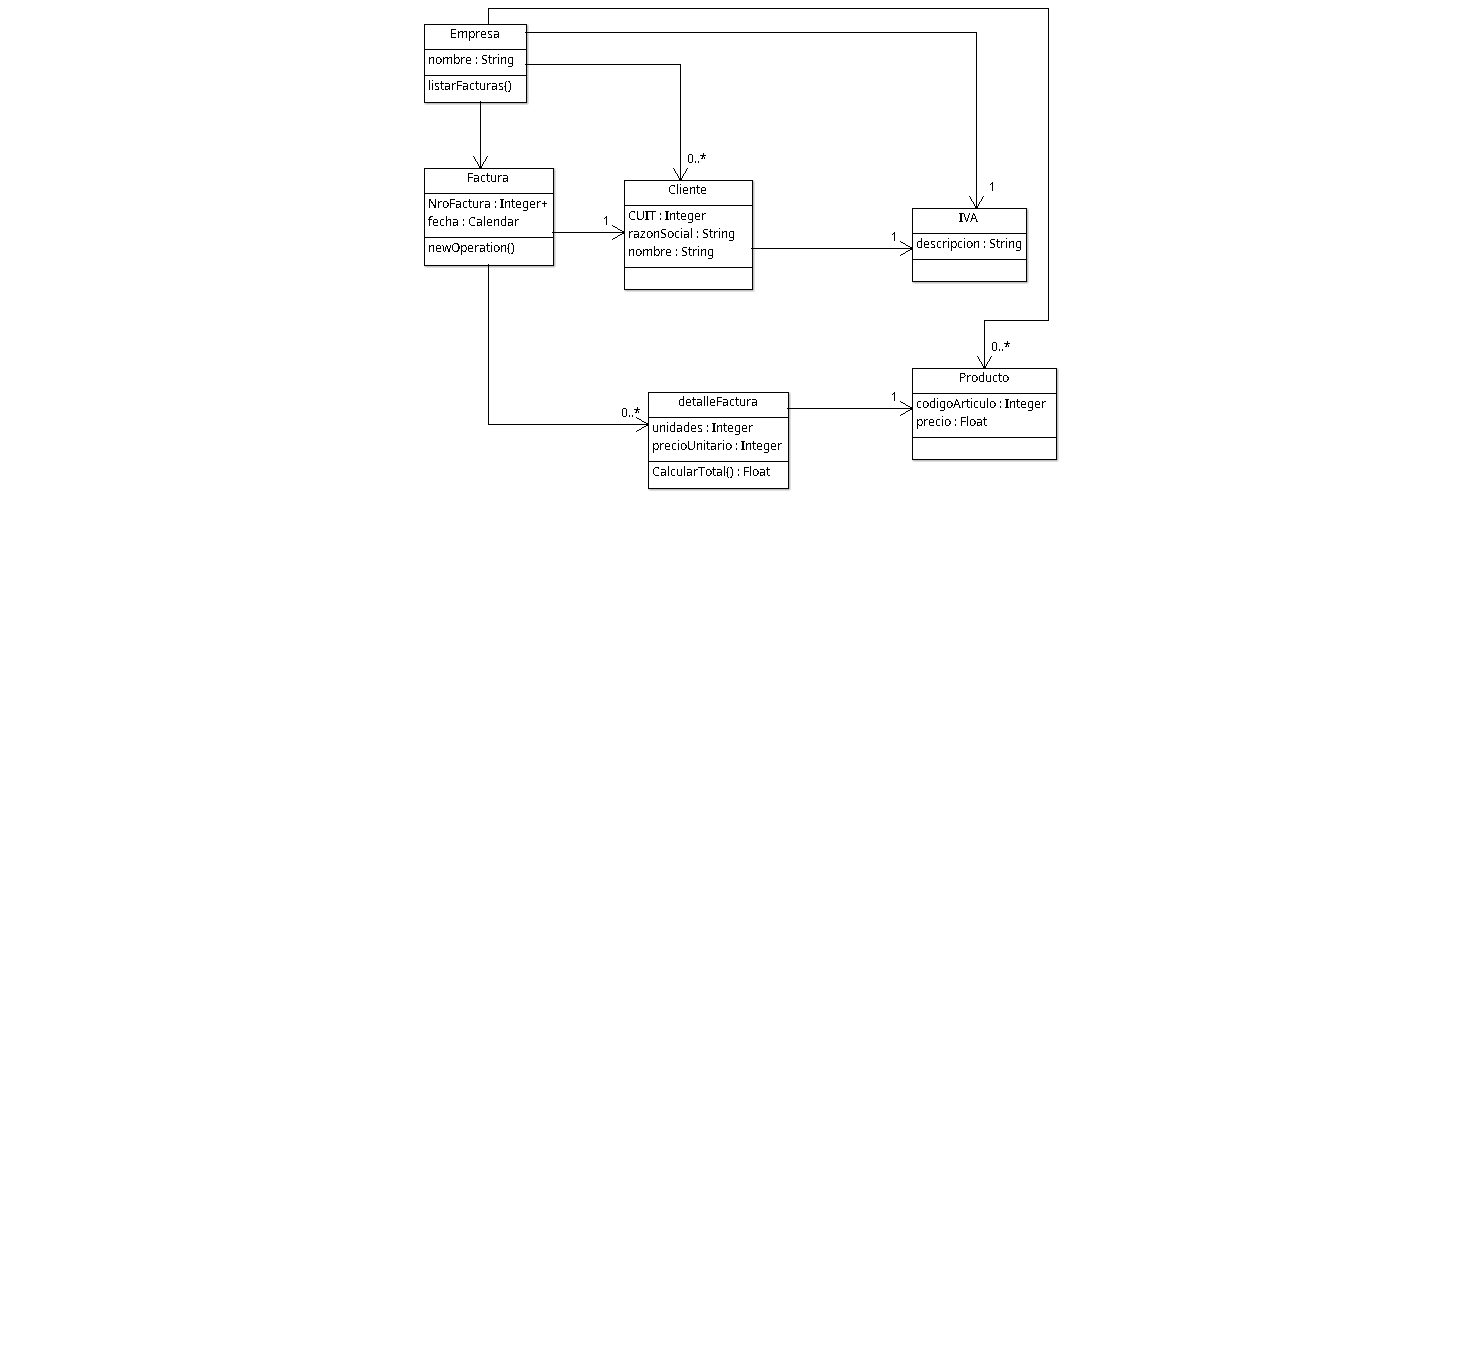 Empresa
nombre : String
listarFacturas()
0..*
1
Factura
NroFactura : Integer+
fecha : Calendar
newOperation()
1
Cliente
CUIT : Integer
razonSocial : String
nombre : String
1
IVA
descripcion : String
0..*
Producto
codigoArticulo : Integer
precio : Float
1
0..*
detalleFactura
unidades : Integer
precioUnitario : Integer
CalcularTotal() : Float